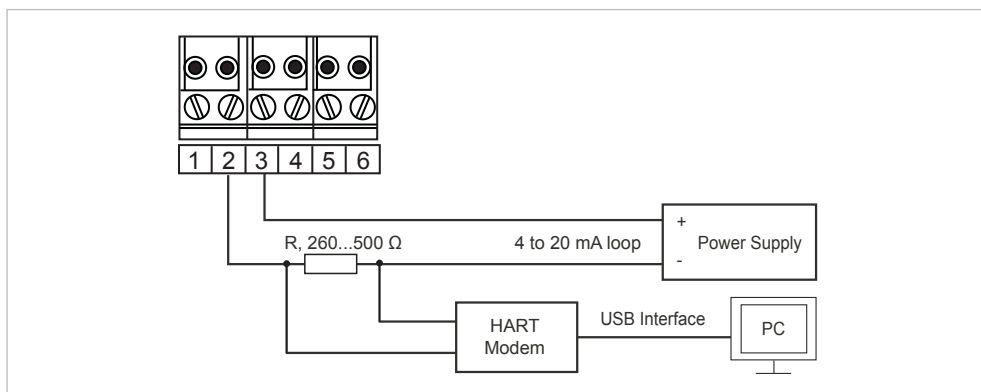 1 2 3 4 5 6
+
R, 260...500 Ω 4 to 20 mA loop Power Supply
-
USB Interface
HART
Modem
PC